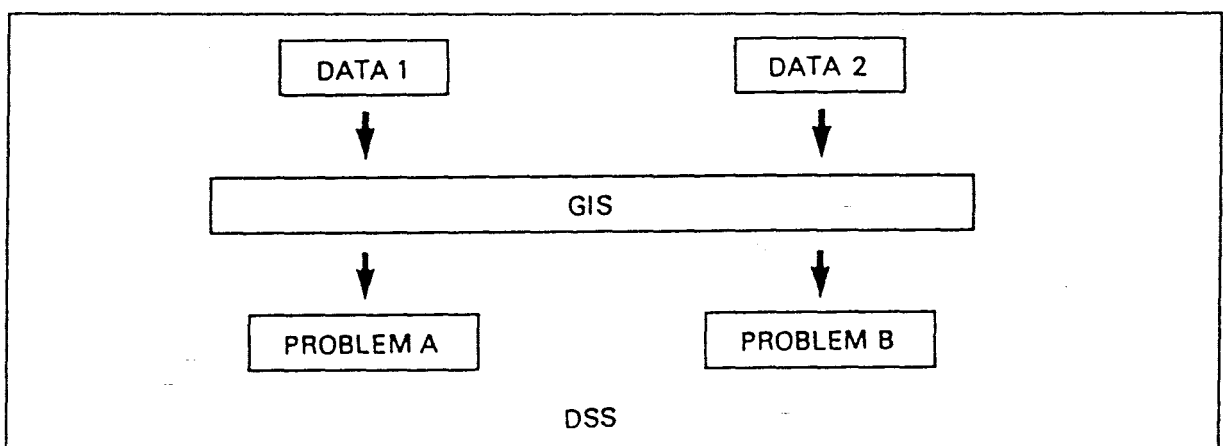 DATA 1
DATA 2
GIS
PROBLEM A
PROBLEM B
DSS